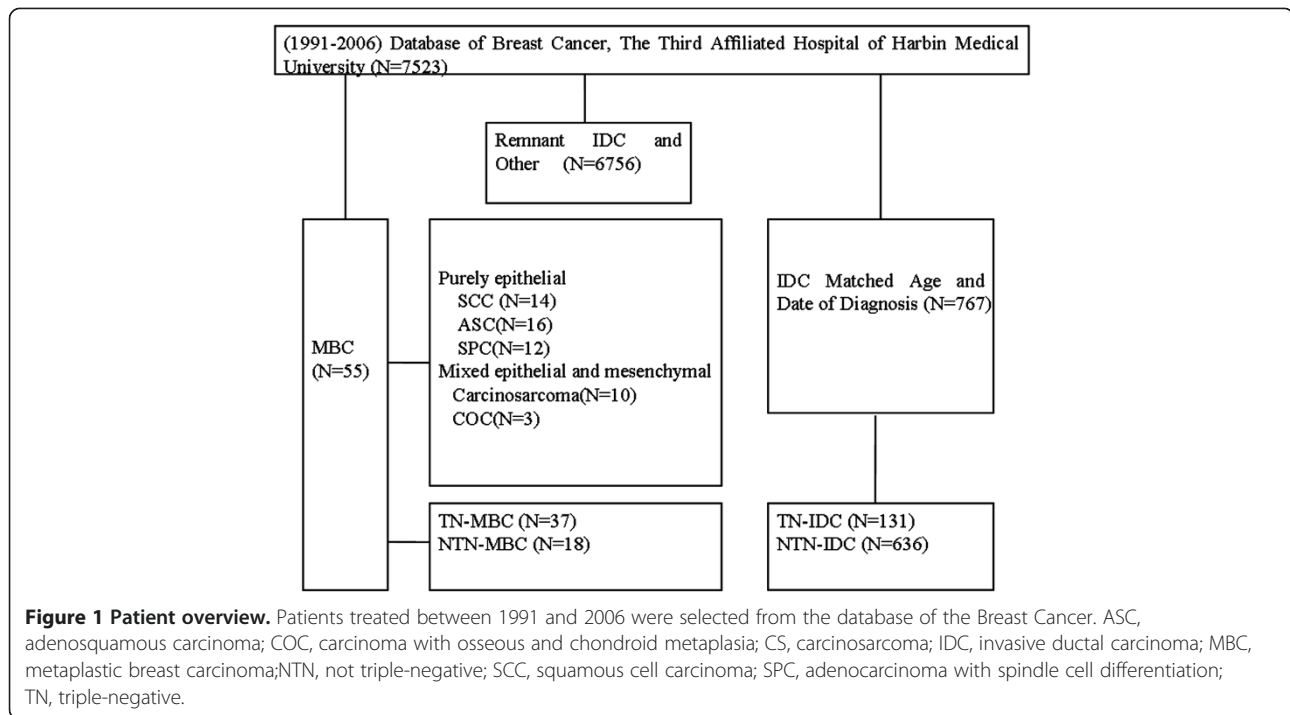 (1991-2006) Database of Breast Cancer, The Third Affiliated Hospital of Harbin Medical
University (N=7523)
Remnant IDC and
Other (N=6756)
MBC
(N=55)
Purely epithelial
SCC (N=14)
ASC(N=16)
SPC(N=12)
Mixed epithelial and mesenchymal
Carcinosarcoma(N=10)
COC(N=3)
IDC Matched Age and
Date of Diagnosis (N=767)
TN-MBC (N=37)
NTN-MBC (N=18)
TN-IDC (N=131)
NTN-IDC (N=636)
Figure 1 Patient overview. Patients treated between 1991 and 2006 were selected from the database of the Breast Cancer. ASC,
adenosquamous carcinoma; COC, carcinoma with osseous and chondroid metaplasia; CS, carcinosarcoma; IDC, invasive ductal carcinoma; MBC,
metaplastic breast carcinoma;NTN, not triple-negative; SCC, squamous cell carcinoma; SPC, adenocarcinoma with spindle cell differentiation;
TN, triple-negative.